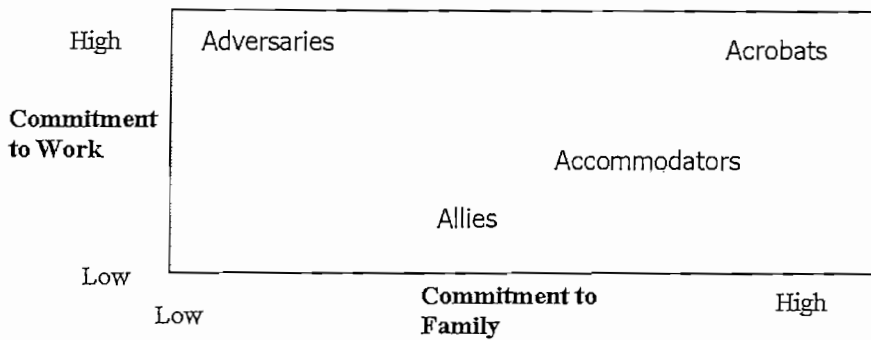 High
Adversaries
Acrobats
Commitment
to Work
Accommodators
Allies
Low
Low
Commitment to
Family
High